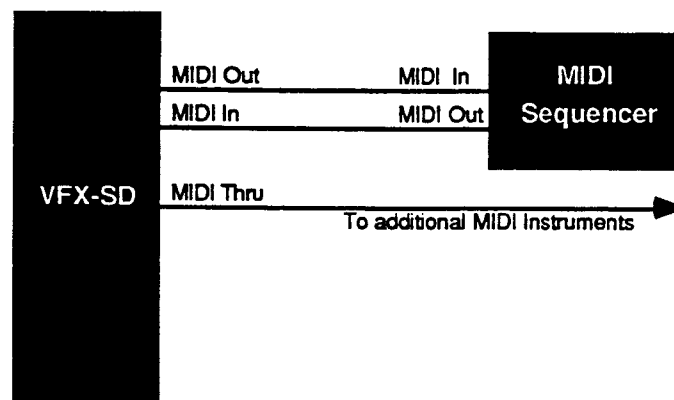 MIDI Out
MIDI In
MIDI
Sequencer
MIDI In
MIDI Out
VFX-SD
MIDI Thru
To additional MIDI Instruments